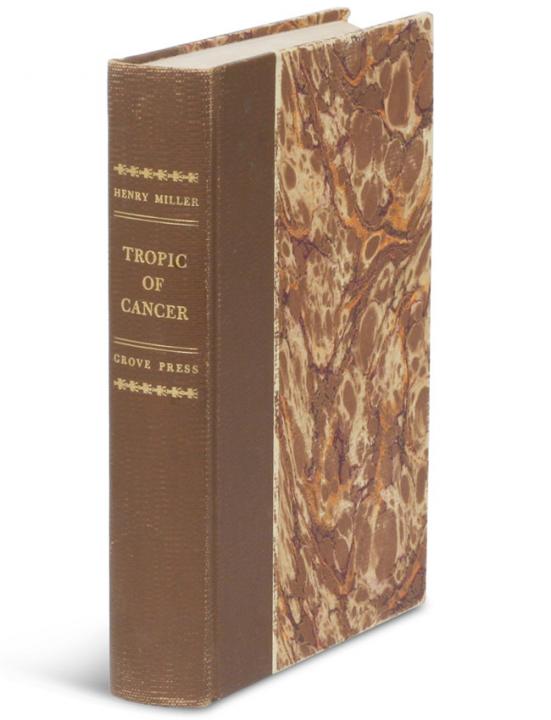 HENRY MILLER
TROPIC
OF
CANCER
GROVE PRESS